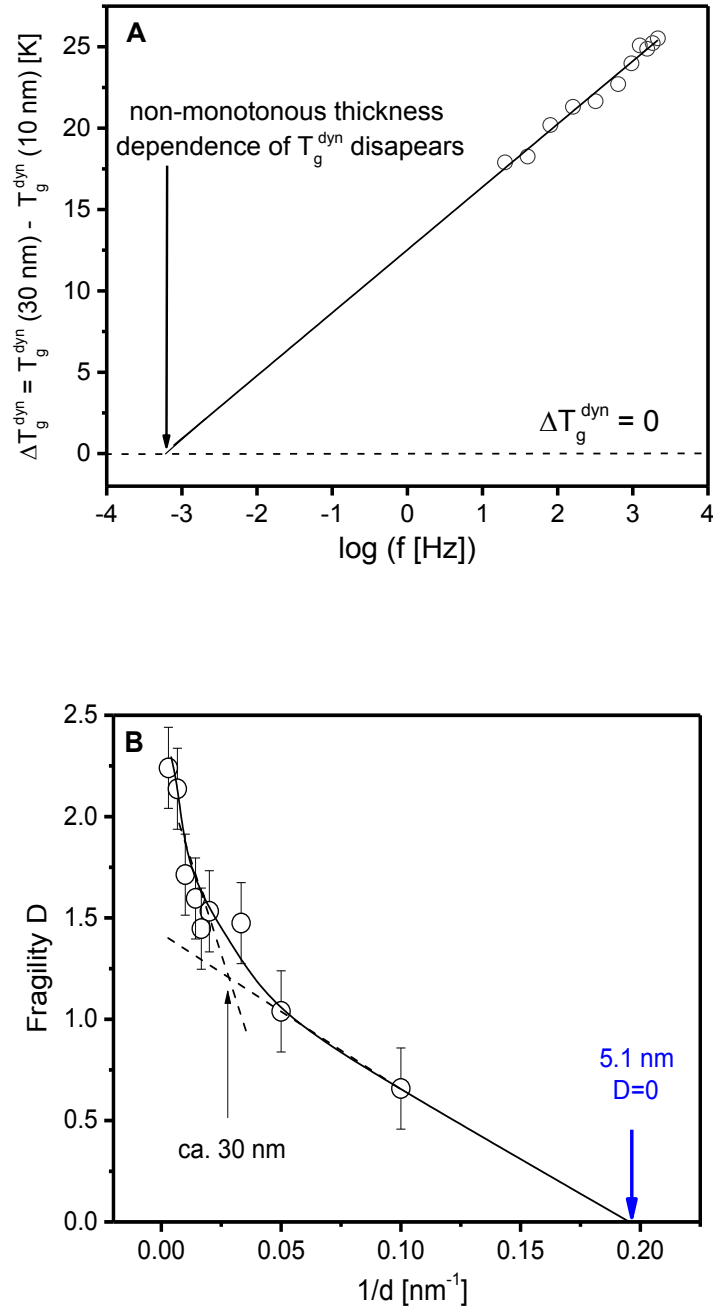 A
non-monotonous thickness
dependence of T_g^dyn disapears
ΔT_g^dyn = 0
ΔT_g^dyn = T_g^dyn (30 nm) - T_g^dyn (10 nm) [K]
25
20
15
10
5
0
-4 -3 -2 -1 0 1 2 3 4
log (f [Hz])
B
5.1 nm
D=0
ca. 30 nm
Fragility D
2.5
2.0
1.5
1.0
0.5
0.0
0.00 0.05 0.10 0.15 0.20
1/d [nm⁻¹]